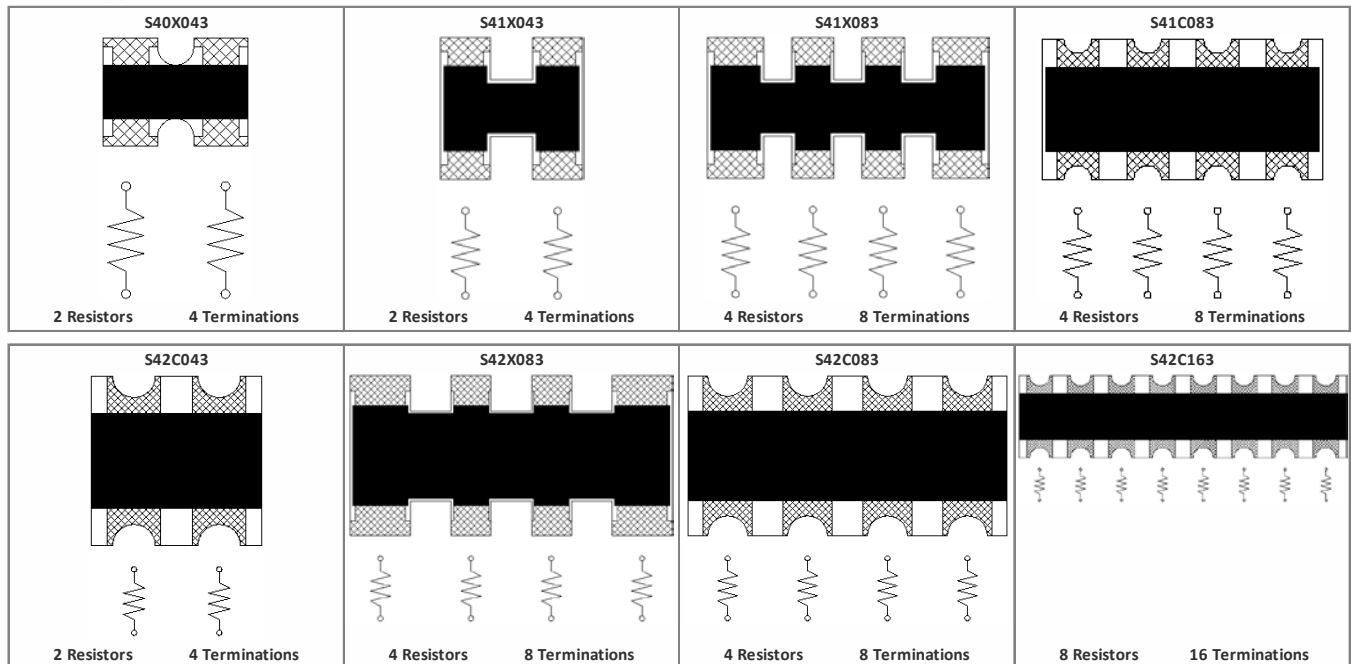 S40X043
S41X043
S41X083
S41C083
2 Resistors 4 Terminations
2 Resistors 4 Terminations
4 Resistors 8 Terminations
4 Resistors 8 Terminations
S42C043
S42X083
S42C083
S42C163
2 Resistors 4 Terminations
4 Resistors 8 Terminations
4 Resistors 8 Terminations
8 Resistors 16 Terminations